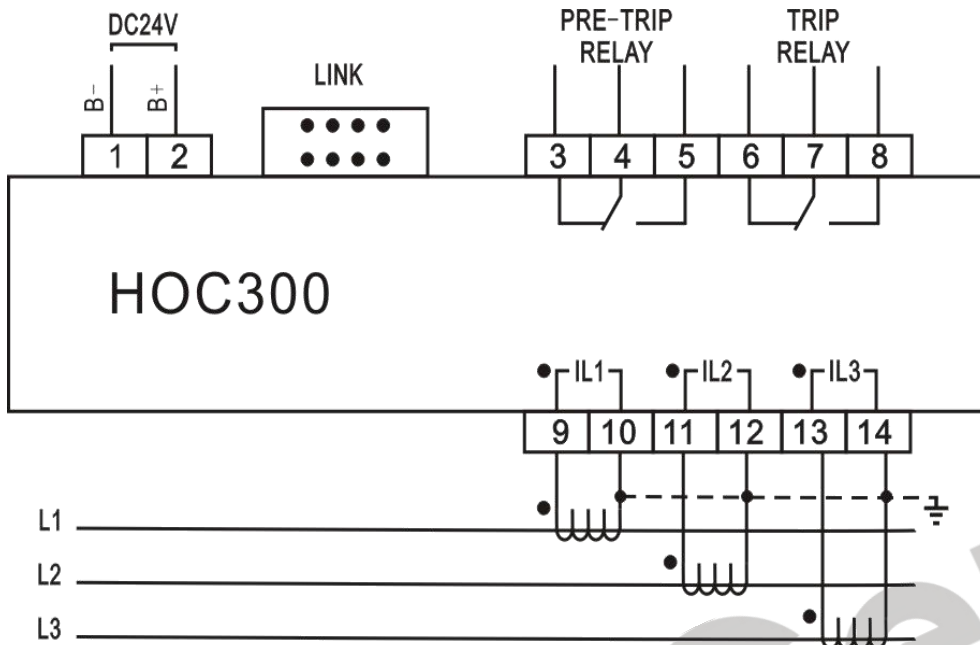 DC24V
PRE-TRIP RELAY
TRIP RELAY
LINK
B-
B+
1 2
3 4 5 6 7 8
HOC300
IL1 IL2 IL3
9 10 11 12 13 14
L1
L2
L3